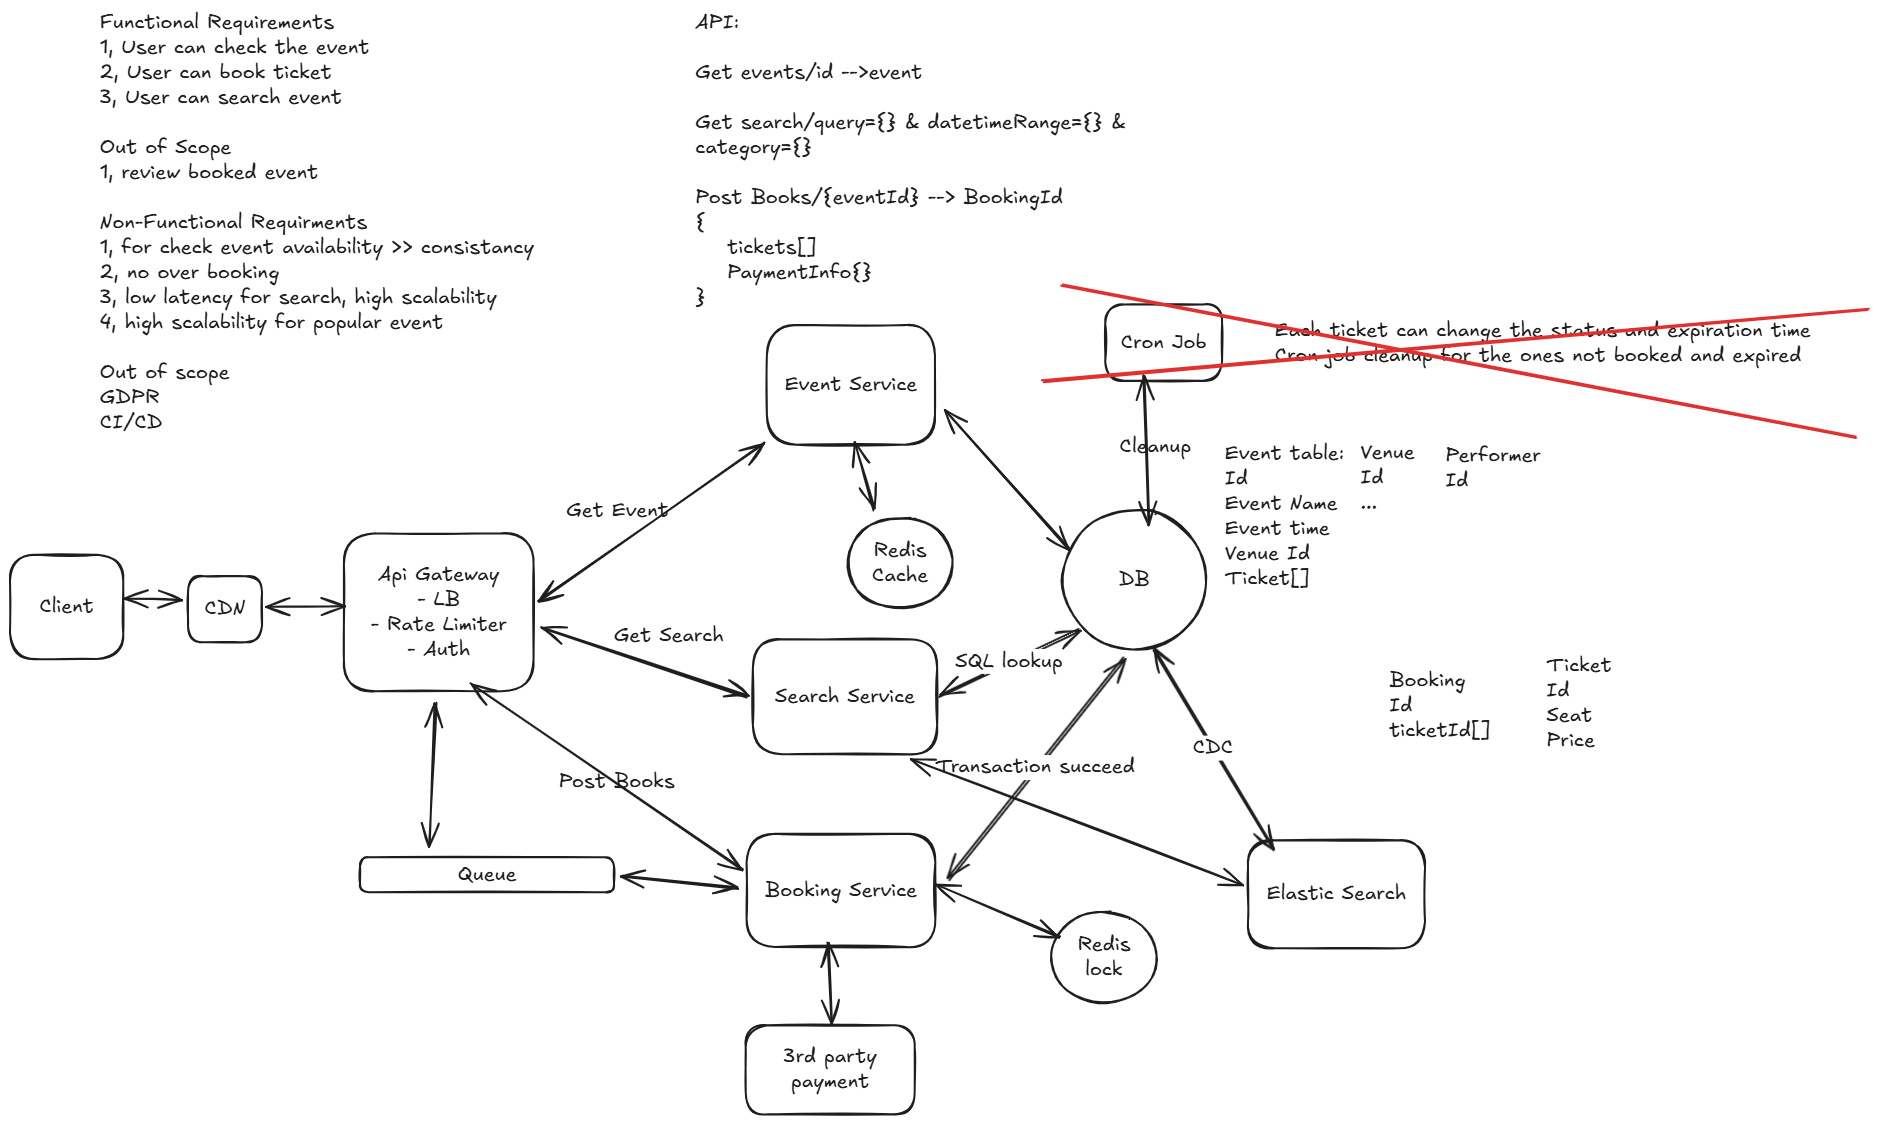 Functional Requirements
1, User can check the event
2, User can book ticket
3, User can search event
Out of Scope
1, review booked event
Non-Functional Requirments
1, for check event availability >> consistancy
2, no over booking
3, low latency for search, high scalability
4, high scalability for popular event
Out of scope
GDPR
CI/CD
API:
Get events/id -->event
Get search/query={} & datetimeRange={} &
category={}
Post Books/{eventId} --> BookingId
{
tickets[]
PaymentInfo{}
}
Cron Job
Each ticket can change the status and expiration time
Cron job cleanup for the ones not booked and expired
Event Service
Cleanup
Event table:
Id
Event Name
Event time
Venue Id
Ticket[]
Venue
Id
...
Performer
Id
Get Event
Redis
Cache
DB
Client
CDN
Api Gateway
- LB
- Rate Limiter
- Auth
Get Search
Search Service
SQL lookup
Booking
Id
ticketId[]
Ticket
Id
Seat
Price
CDC
Transaction succeed
Post Books
Queue
Booking Service
Elastic Search
Redis
lock
3rd party
payment